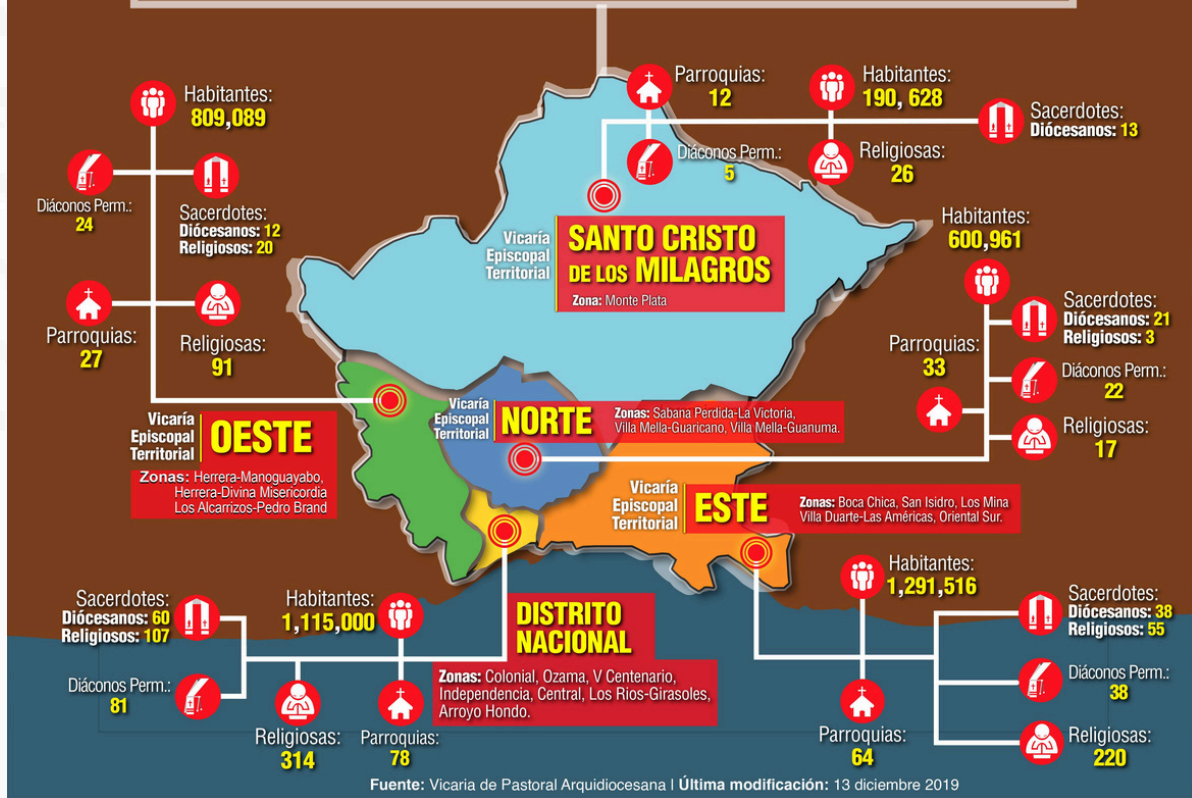 Habitantes:
809,089
Diáconos Perm.:
24
Sacerdotes:
Diócesanos: 12
Religiosos: 20
Parroquias:
27
Religiosas:
91
Vicaría
Episcopal
Territorial
OESTE
Zonas: Herrera-Manoguayabo,
Herrera-Divina Misericordia
Los Alcarrizos-Pedro Brand
Parroquias:
12
Habitantes:
190, 628
Sacerdotes:
Diócesanos: 13
Diáconos Perm.:
5
Religiosas:
26
Vicaría
Episcopal
Territorial
SANTO CRISTO
DE LOS MILAGROS
Zona: Monte Plata
Habitantes:
600,961
Sacerdotes:
Diócesanos: 21
Religiosos: 3
Parroquias:
33
Diáconos Perm.:
22
Religiosas:
17
Vicaría
Episcopal
Territorial
NORTE
Zonas: Sabana Perdida-La Victoria,
Villa Mella-Guaricano, Villa Mella-Guanuma.
Vicaría
Episcopal
Territorial
ESTE
Zonas: Boca Chica, San Isidro, Los Mina
Villa Duarte-Las Américas, Oriental Sur.
Habitantes:
1,291,516
Sacerdotes:
Diócesanos: 38
Religiosos: 55
Diáconos Perm.:
38
Parroquias:
64
Religiosas:
220
Sacerdotes:
Diócesanos: 60
Religiosos: 107
Habitantes:
1,115,000
Diáconos Perm.:
81
Religiosas:
314
Parroquias:
78
DISTRITO
NACIONAL
Zonas: Colonial, Ozama, V Centenario,
Independencia, Central, Los Rios-Girasoles,
Arroyo Hondo.
Fuente: Vicaria de Pastoral Arquidiocesana I Última modificación: 13 diciembre 2019